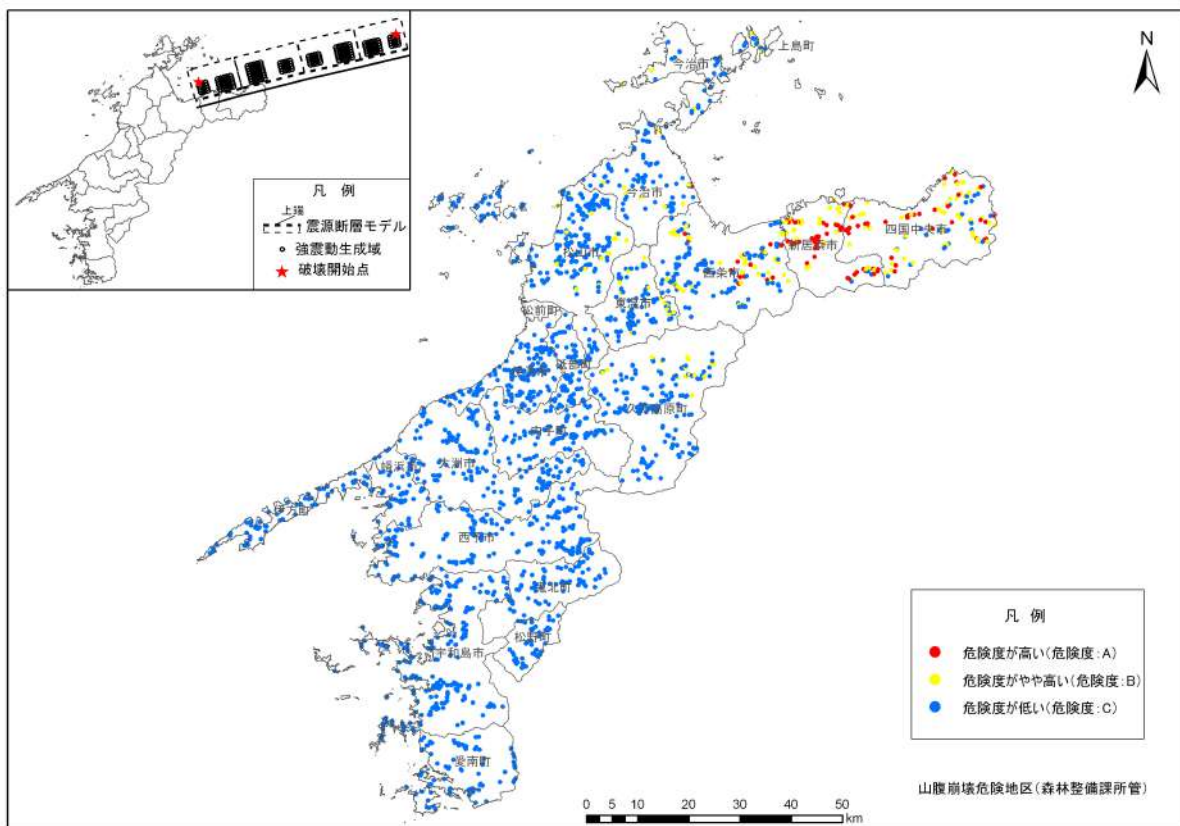 凡 例
上端
震源断層モデル
強震動生成域
破壊開始点
N
上島町
今治市
今治市
四国中央市
新居浜市
西条市
松山市
東温市
松前町
砥部町
伊予市
久万高原町
内子町
大洲市
八幡浜市
伊方町
西予市
鬼北町
松野町
宇和島市
愛南町
凡 例
危険度が高い(危険度:A)
危険度がやや高い(危険度:B)
危険度が低い(危険度:C)
山腹崩壊危険地区(森林整備課所管)
0 5 10 20 30 40 50
km